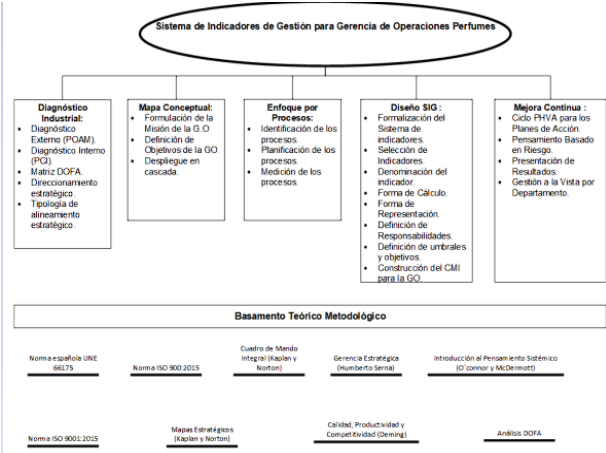 Sistema de Indicadores de Gestión para Gerencia de Operaciones Perfumes
Diagnóstico
Industrial:
• Diagnóstico
Externo (POAM).
• Diagnóstico Interno
(PCI).
• Matriz DOFA.
• Direccionamiento
estratégico.
• Tipología de
alineamiento
estratégico.
Mapa Conceptual:
• Formulación de la
Misión de la G.O
• Definición de
Objetivos de la GO
• Despliegue en
cascada.
Enfoque por
Procesos:
• Identificación de los
procesos.
• Planificación de los
procesos.
• Medición de los
procesos.
Diseño SIG :
• Formalización del
Sistema de
indicadores.
• Selección de
Indicadores.
• Denominación del
indicador.
• Forma de Cálculo.
• Forma de
Representación.
• Definición de
Responsabilidades.
• Definición de umbrales
y objetivos.
• Construcción del CMI
para la GO.
Mejora Continua :
• Ciclo PHVA para los
Planes de Acción.
• Pensamiento Basado
en Riesgo.
• Presentación de
Resultados.
• Gestión a la Vista por
Departamento.
Basamento Teórico Metodológico
Norma española UNE
66175
Norma ISO 900:2015
Cuadro de Mando
Integral (Kaplan y
Norton)
Gerencia Estratégica
(Humberto Serna)
Introducción al Pensamiento Sistémico
(O´connor y McDermott)
Norma ISO 9001:2015
Mapas Estratégicos
(Kaplan y Norton)
Calidad, Productividad y
Competitividad (Deming)
Análisis DOFA